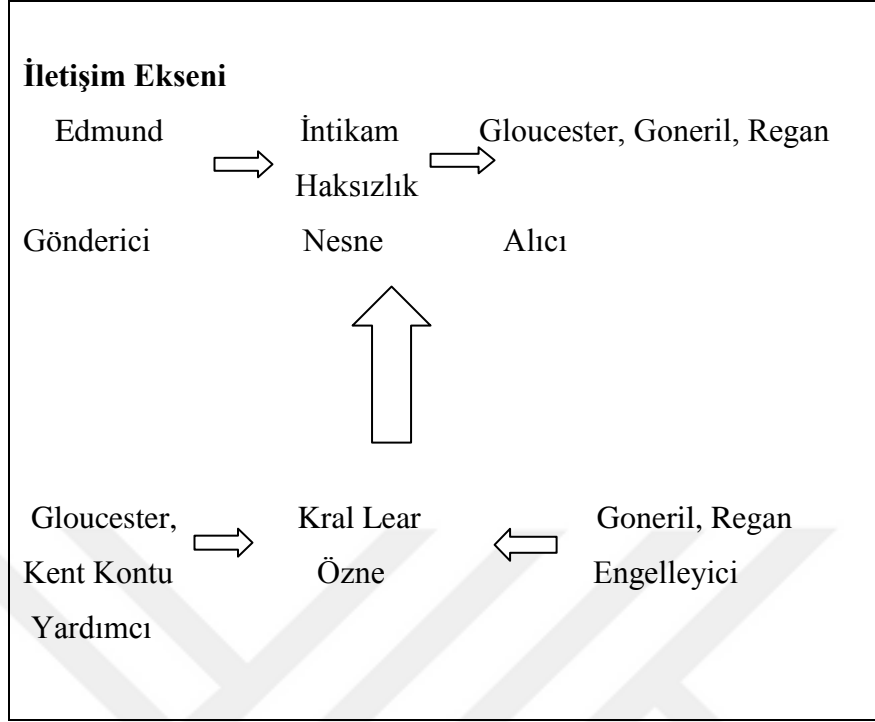 İletişim Ekseni
Edmund İntikam Gloucester, Goneril, Regan
Haksızlık
Gönderici Nesne Alıcı
Gloucester, Kral Lear Goneril, Regan
Kent Kontu Özne Engelleyici
Yardımcı